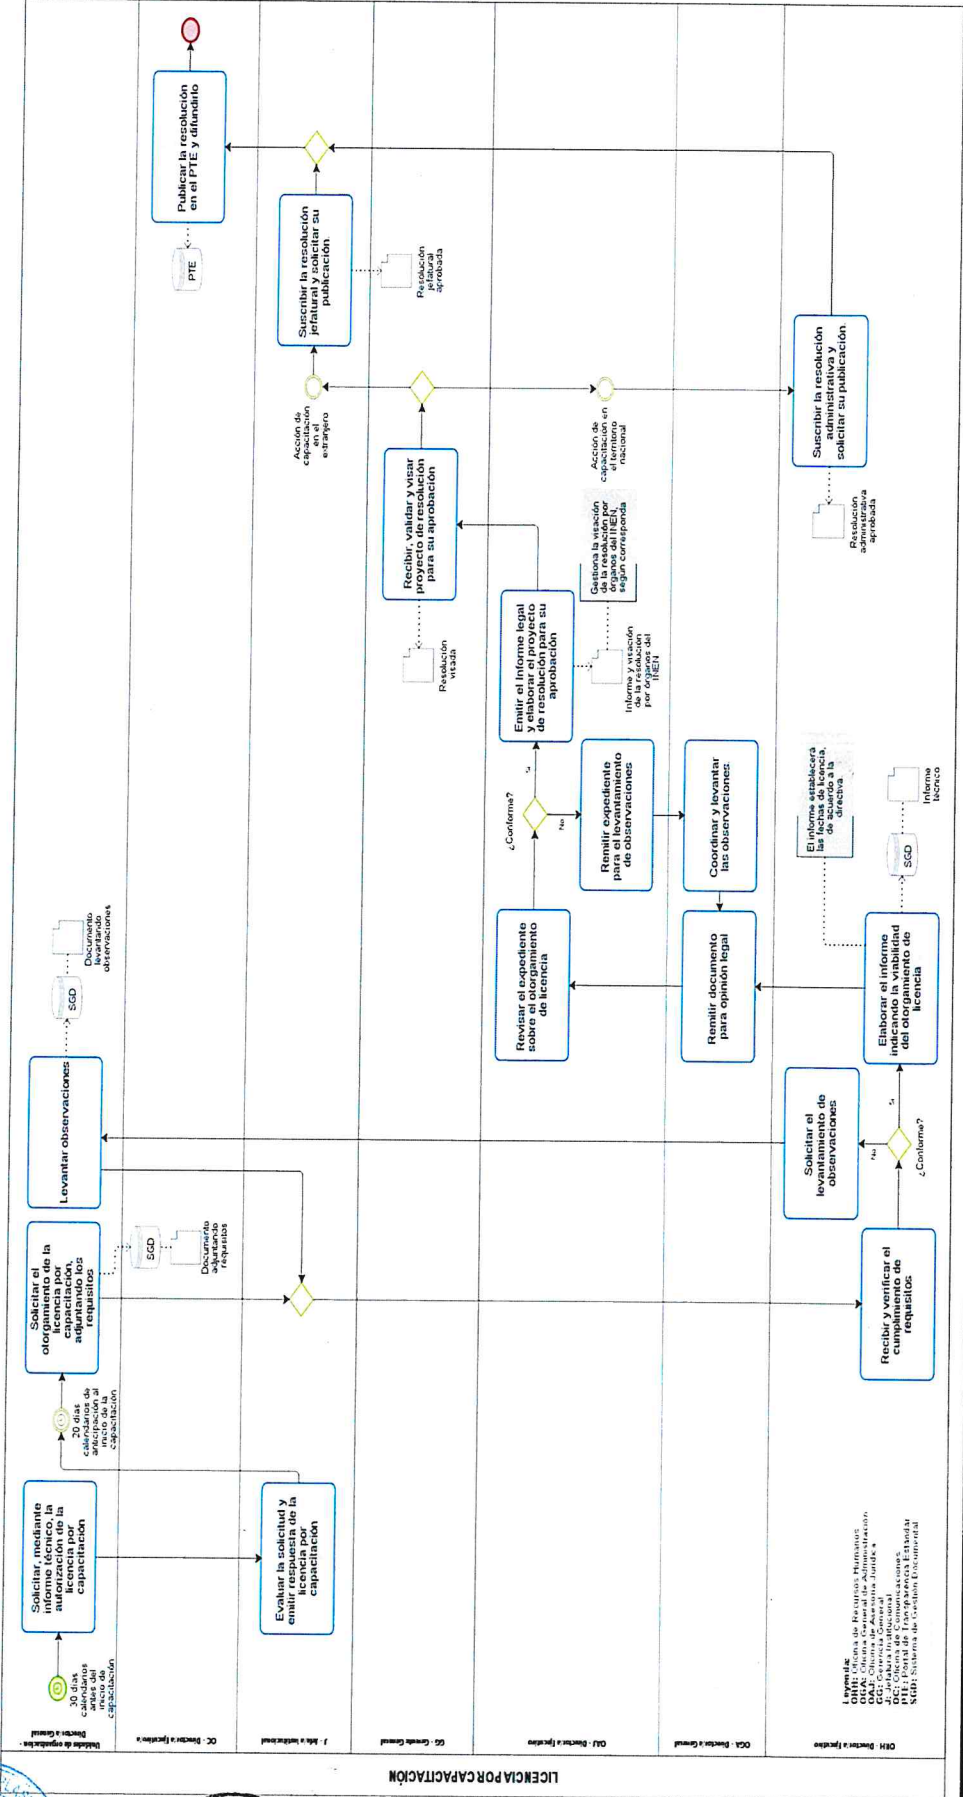 LICENCIA POR CAPACITACIÓN
Unidades de organización -
Director/a General
30 días
calendarios
antes del
inicio de
capacitación
Solicitar, mediante
informe técnico, la
autorización de la
licencia por
capacitación
20 días
calendarios de
anticipación al
inicio de la
capacitación
Solicitar el
otorgamiento de la
licencia por
capacitación,
adjuntando los
requisitos
SGD
Documento
adjuntando
requisitos
Levantar observaciones
SGD
Documento
levantando
observaciones
OC - Director/a Ejecutivo/a
Publicar la resolución
en el PTE y difundirlo
PTE
J - Jefe/a Institucional
Evaluar la solicitud y
emitir respuesta de la
licencia por
capacitación
Acción de
capacitación
en el
extranjero
Suscribir la resolución
jefatural y solicitar su
publicación.
GG - Gerente General
Recibir, validar y visar
proyecto de resolución
para su aprobación
Resolución
visada
Resolución
jefatural
aprobada
OAJ - Director/a Ejecutivo
Revisar el expediente
sobre el otorgamiento
de licencia
¿Conforme?
Si
No
Remitir expediente
para el levantamiento
de observaciones
Emitir el Informe legal
y elaborar el proyecto
de resolución para su
aprobación
Informe y visación
de la resolución
por órganos del
INEN
Gestiona la visación
de la resolución por
órganos del INEN,
según corresponda
Acción de
capacitación en
el territorio
nacional
OGA - Director/a General
Remitir documento
para opinión legal
Coordinar y levantar
las observaciones.
ORH - Director/a Ejecutivo
Recibir y verificar el
cumplimiento de
requisitos
¿Conforme?
No
Si
Solicitar el
levantamiento de
observaciones
Elaborar el informe
indicando la viabilidad
del otorgamiento de
licencia
SGD
Informe
técnico
El informe establecerá
las fechas de licencia,
de acuerdo a la
directiva.
Suscribir la resolución
administrativa y
solicitar su publicación.
Resolución
administrativa
aprobada
Leyenda:
ORH: Oficina de Recursos Humanos
OGA: Oficina General de Administración
OAJ: Oficina de Asesoría Jurídica
GG: Gerencia General
J: Jefatura Institucional
OC: Oficina de Comunicaciones
PTE: Portal de Transparencia Estándar
SGD: Sistema de Gestión Documental